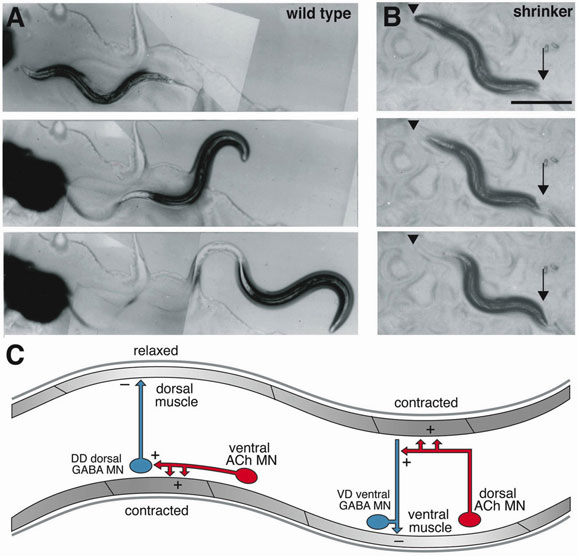 A
wild type
B
shrinker
C
relaxed
−
dorsal
muscle
DD dorsal
GABA MN
+
ventral
ACh MN
+
contracted
contracted
+
+
VD ventral
GABA MN
ventral
muscle
−
dorsal
ACh MN